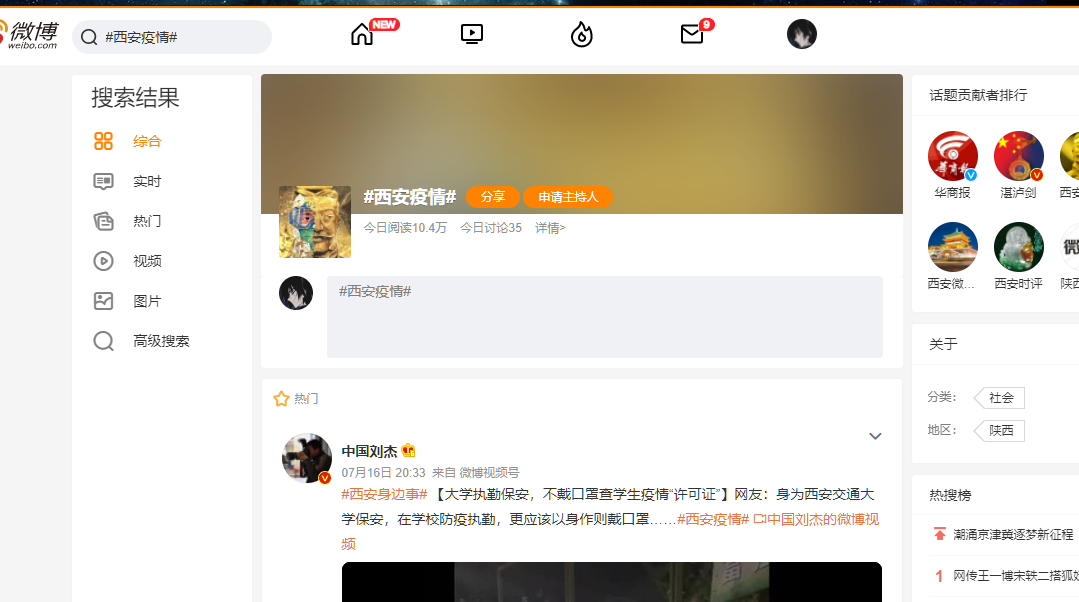 微博
weibo.com
#西安疫情#
NEW
9
搜索结果
综合
实时
热门
视频
图片
高级搜索
#西安疫情#
分享
申请主持人
今日阅读10.4万 今日讨论35 详情>
#西安疫情#
热门
中国刘杰
07月16日 20:33 来自 微博视频号
#西安身边事# 【大学执勤保安，不戴口罩查学生疫情“许可证”】网友：身为西安交通大
学保安，在学校防疫执勤，更应该以身作则戴口罩……#西安疫情# 中国刘杰的微博视
频
话题贡献者排行
华商报
湛泸剑
西安
西安微...
西安时评
陕西
关于
分类：
社会
地区：
陕西
热搜榜
潮涌京津冀逐梦新征程
1 网传王一博宋轶二搭狐